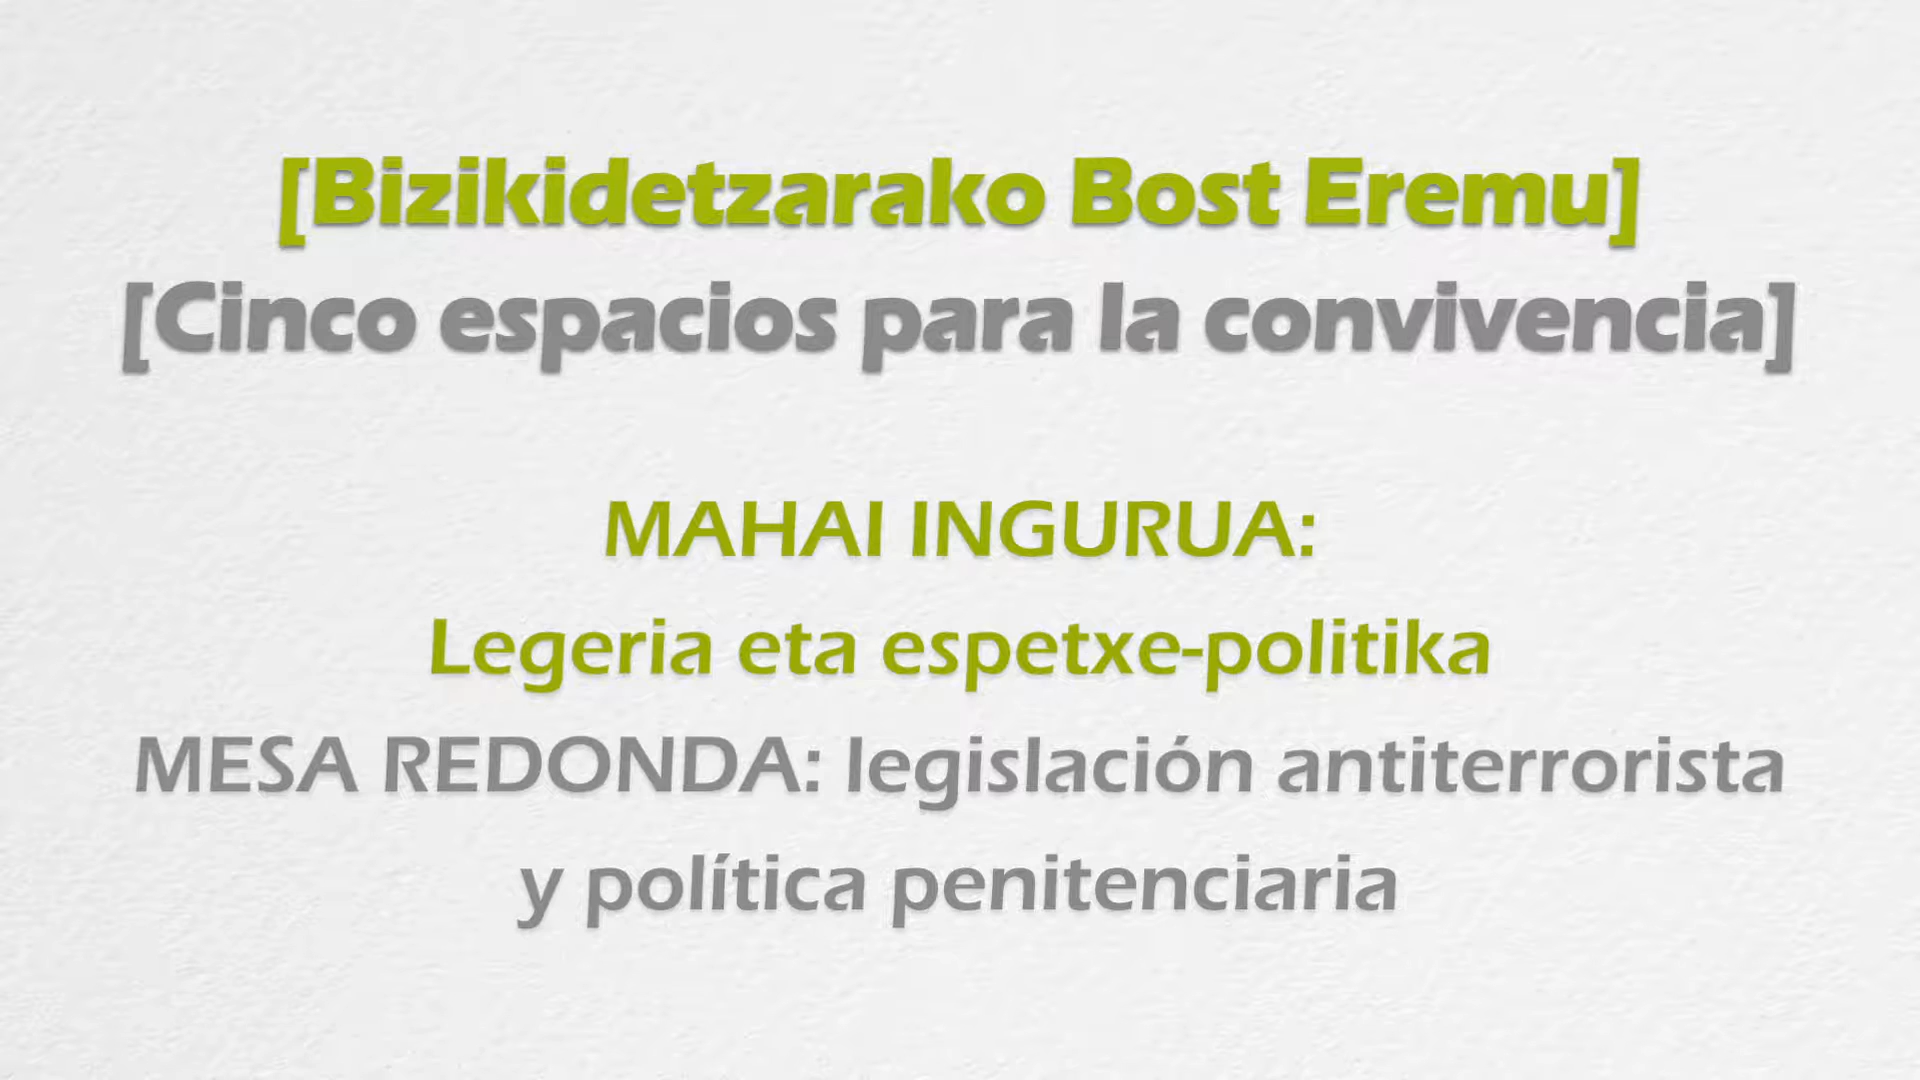 [Bizikidetzarako Bost Eremu]
[Cinco espacios para la convivencia]
MAHAI INGURUA:
Legeria eta espetxe-politika
MESA REDONDA: legislación antiterrorista
y política penitenciaria